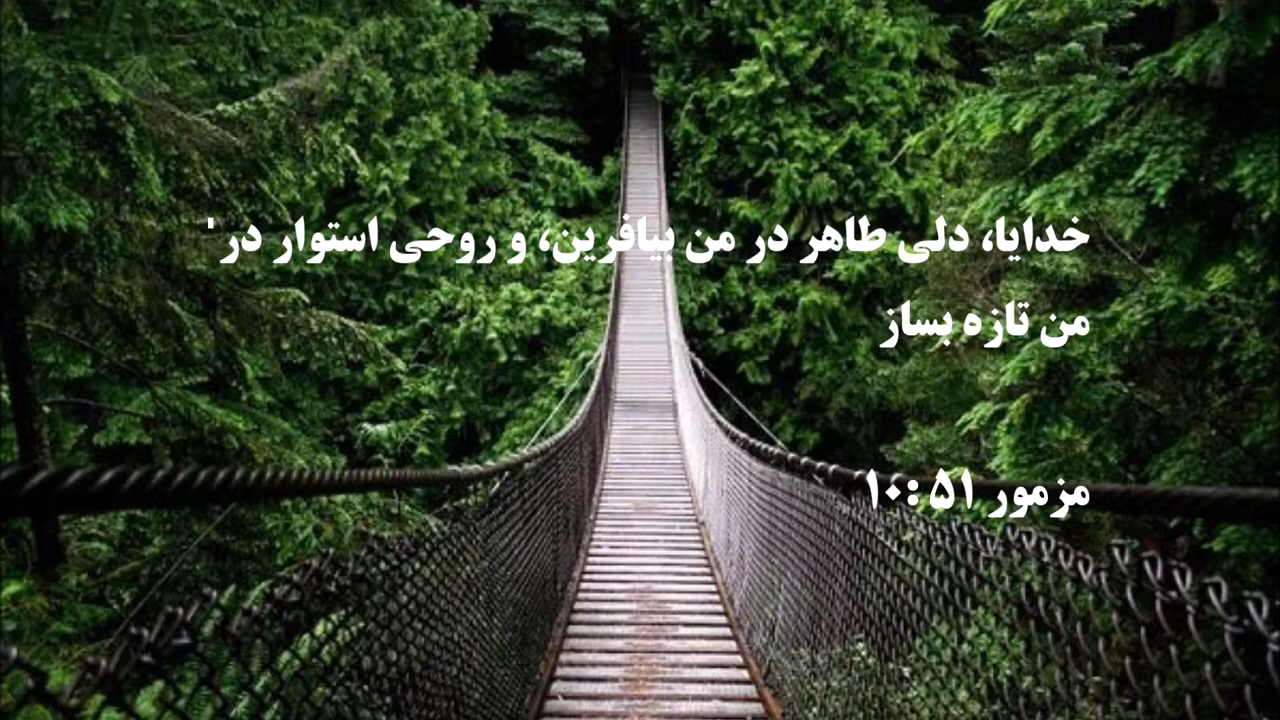 خدایا، دلی طاهر در من بیافرین، و روحی استوار در'
من تازه بساز
مزمور ۵۱ :۱۰